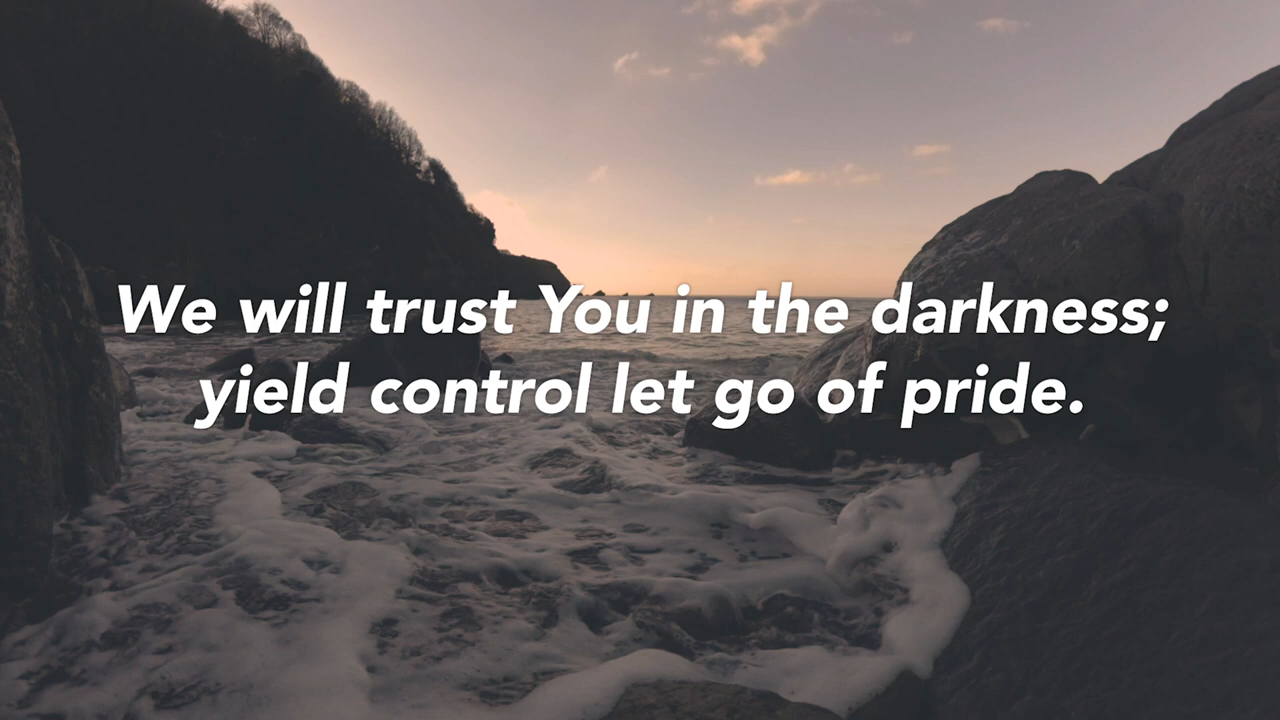 We will trust You in the darkness;
yield control let go of pride.